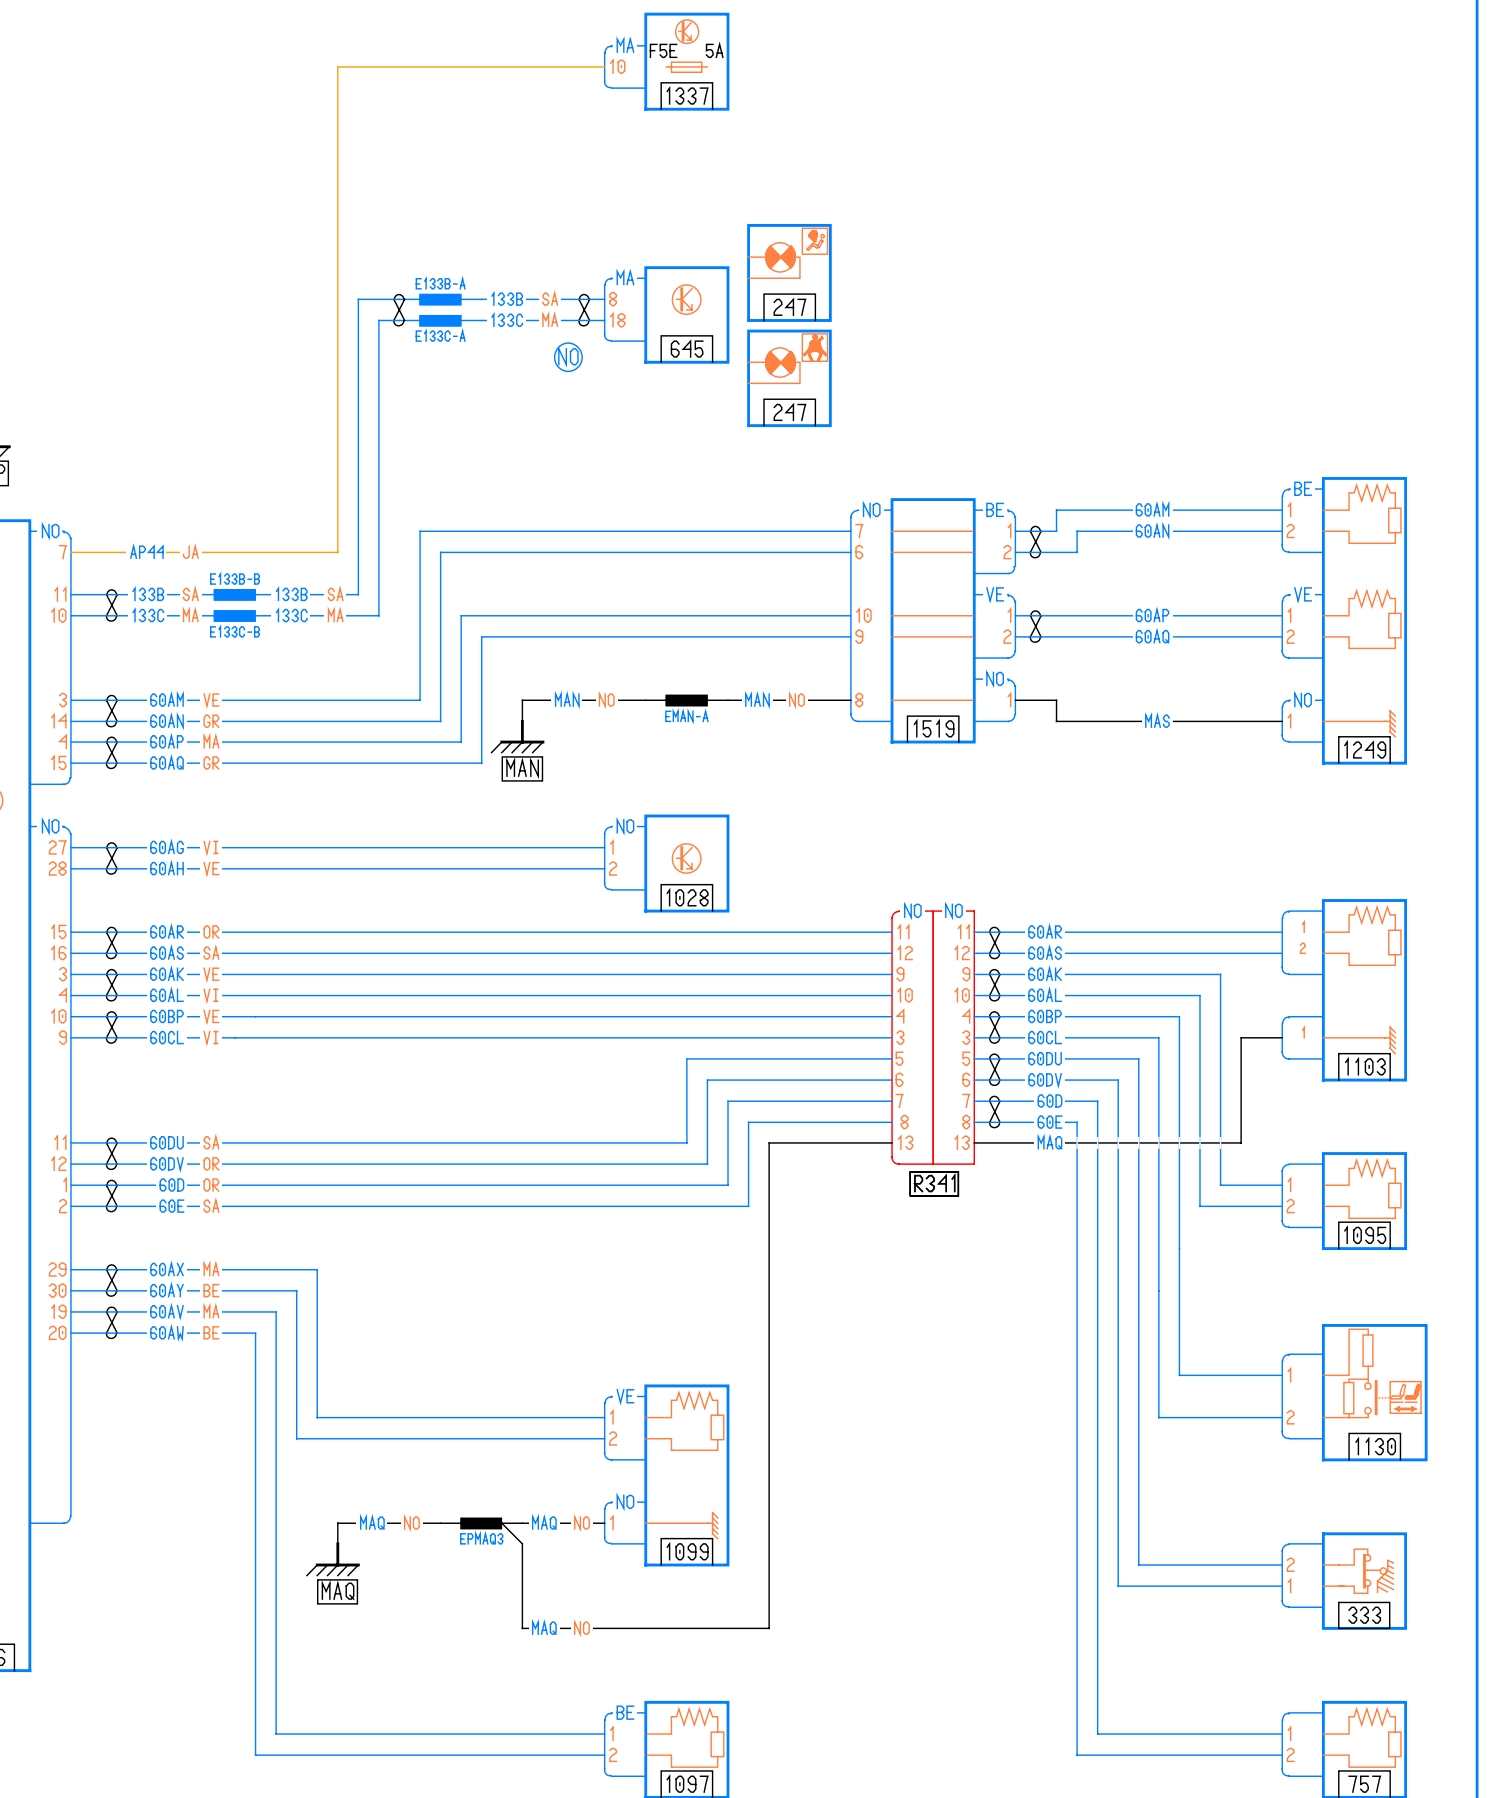 MA
F5E 5A
10
1337
E133B-A
MA
133B SA 8
133C MA 18
E133C-A
NO
645
247
247
NO
7 AP44 JA
E133B-B
11 133B SA 133B SA
10 133C MA 133C MA
E133C-B
3 60AM VE
14 60AN GR
4 60AP MA
15 60AQ GR
MAN NO MAN NO
EMAN-A
MAN
NO
7
6
10
9
8
1519
BE
1
2
VE
1
2
NO
1
60AM
60AN
60AP
60AQ
MAS
BE
1
2
VE
1
2
NO
1
1249
NO
27 60AG VI
28 60AH VE
NO
1
2
1028
15 60AR OR
16 60AS SA
3 60AK VE
4 60AL VI
10 60BP VE
9 60CL VI
11 60DU SA
12 60DV OR
1 60D OR
2 60E SA
NO NO
11 11 60AR
12 12 60AS
9 9 60AK
10 10 60AL
4 4 60BP
3 3 60CL
5 5 60DU
6 6 60DV
7 7 60D
8 8 60E
13 13 MAQ
R341
1
2
1
1103
1
2
1095
1
2
1130
2
1
333
1
2
757
29 60AX MA
30 60AY BE
19 60AV MA
20 60AW BE
VE
1
2
NO
MAQ NO MAQ NO 1
EPMAQ3
1099
MAQ
MAQ NO
BE
1
2
1097